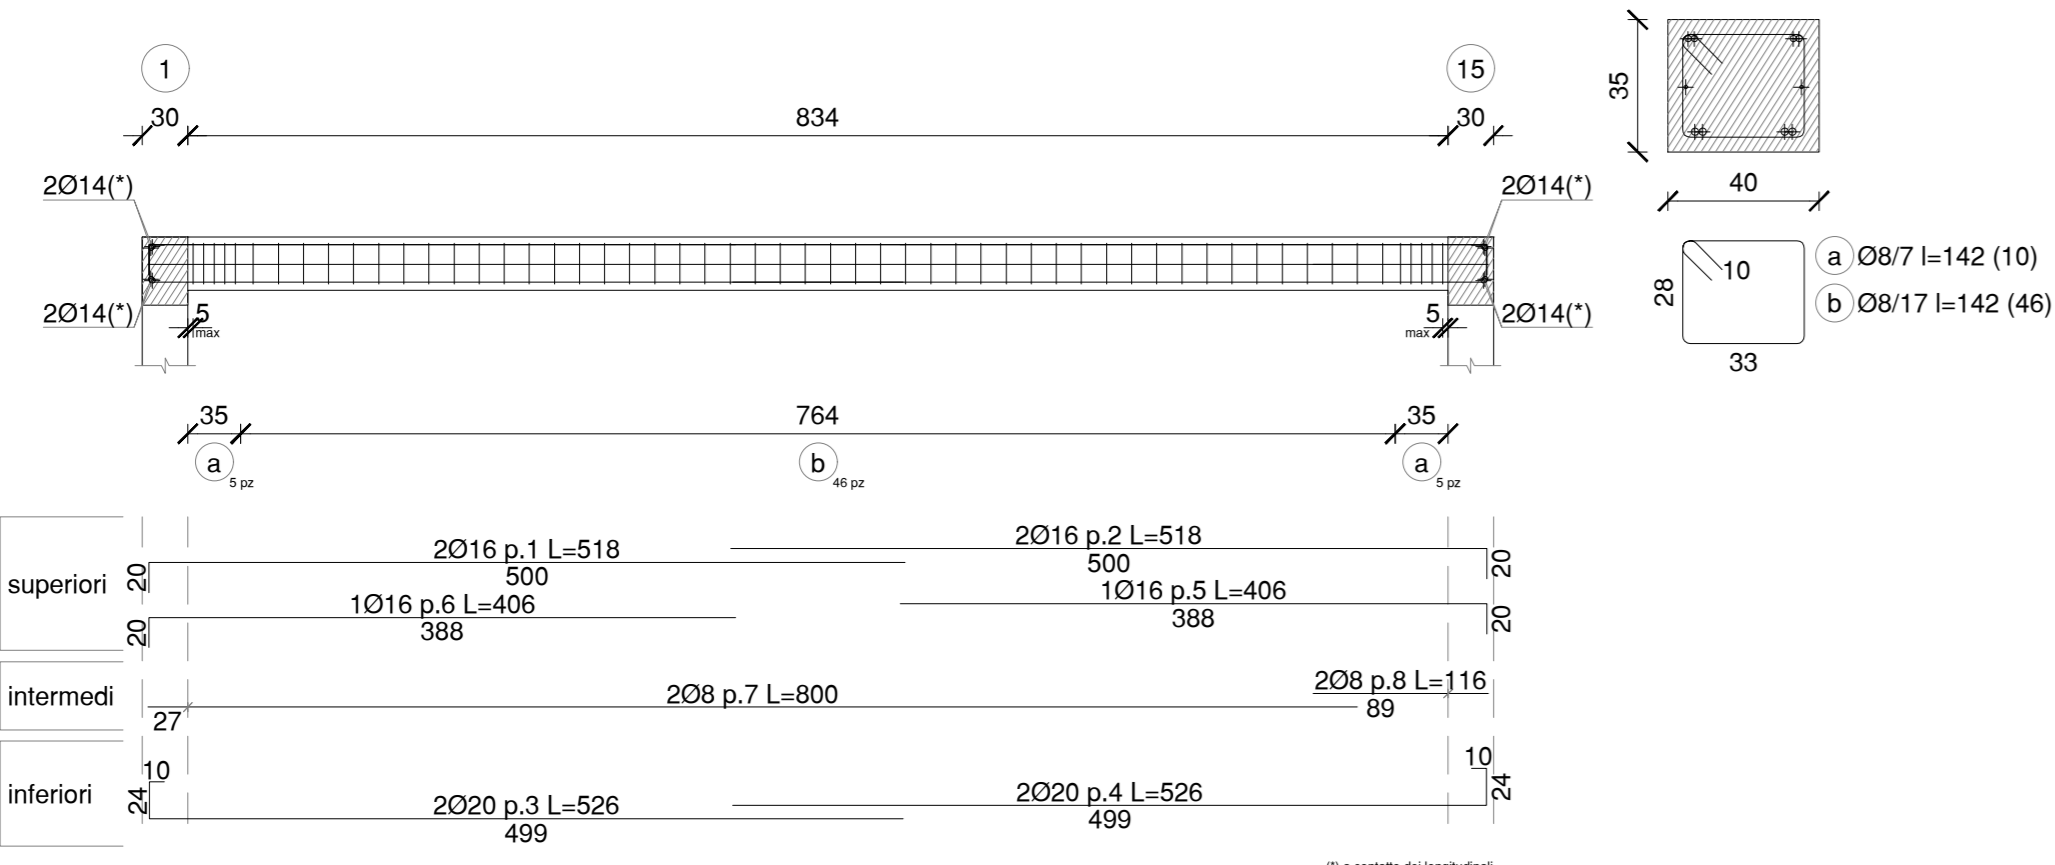 1
15
30
834
30
35
2Ø14(*)
2Ø14(*)
40
a Ø8/7 l=142 (10)
10
28
b Ø8/17 l=142 (46)
2Ø14(*)
5
max
5
max
2Ø14(*)
33
35
764
35
a 5 pz
b 46 pz
a 5 pz
superiori
2Ø16 p.1 L=518
500
20
2Ø16 p.2 L=518
500
20
1Ø16 p.6 L=406
388
20
1Ø16 p.5 L=406
388
20
intermedi
2Ø8 p.7 L=800
27
2Ø8 p.8 L=116
89
inferiori
10
24
2Ø20 p.3 L=526
499
10
24
2Ø20 p.4 L=526
499
(*) a contatto dei longitudinali